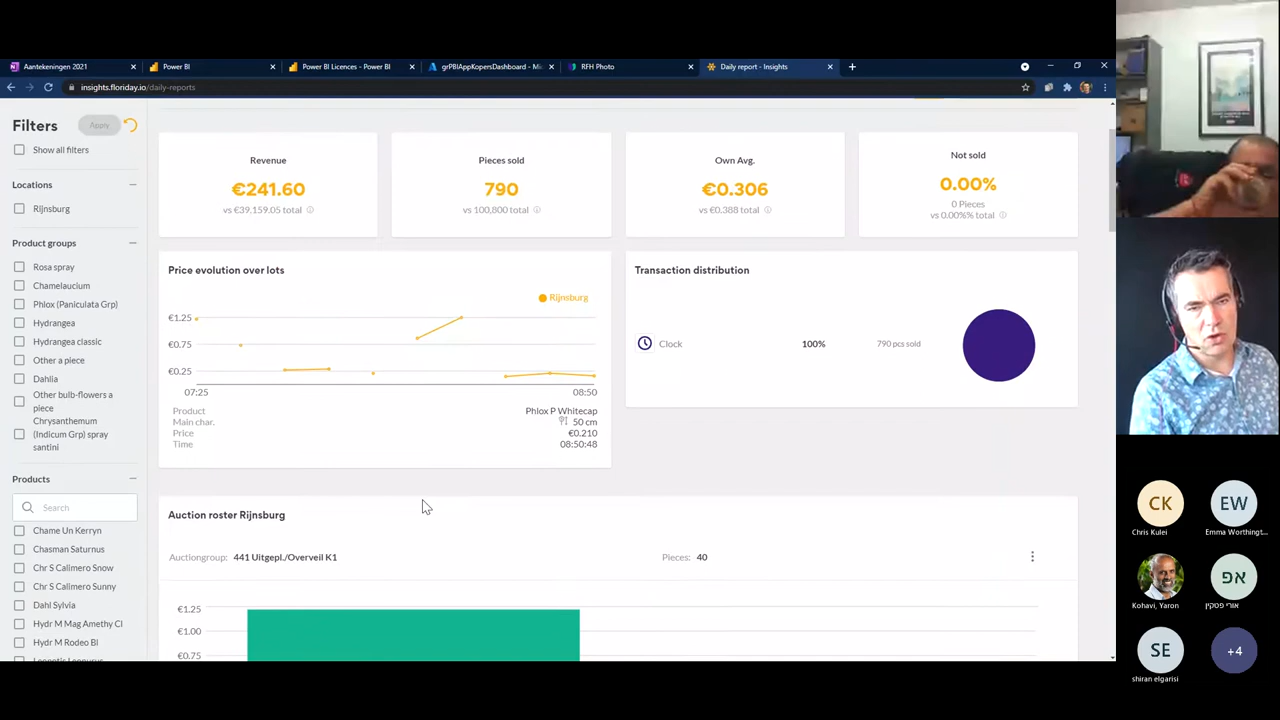 Aantekeningen 2021
Power BI
Power BI Licences - Power BI
grPBIAppKopersDashboard - Mi
RFH Photo
Daily report - Insights
insights.floriday.io/daily-reports
Filters
Apply
Show all filters
Locations
Rijnsburg
Product groups
Rosa spray
Chamelaucium
Phlox (Paniculata Grp)
Hydrangea
Hydrangea classic
Other a piece
Dahlia
Other bulb-flowers a
piece
Chrysanthemum
(Indicum Grp) spray
santini
Products
Search
Chame Un Kerryn
Chasman Saturnus
Chr S Calimero Snow
Chr S Calimero Sunny
Dahl Sylvia
Hydr M Mag Amethy Cl
Hydr M Rodeo Bl
Revenue
€241.60
vs €39,159.05 total
Pieces sold
790
vs 100,800 total
Own Avg.
€0.306
vs €0.388 total
Not sold
0.00%
0 Pieces
vs 0.00%% total
Price evolution over lots
Rijnsburg
€1.25
€0.75
€0.25
07:25 08:50
Product Phlox P Whitecap
Main char. 50 cm
Price €0.210
Time 08:50:48
Transaction distribution
Clock 100% 790 pcs sold
Auction roster Rijnsburg
Auctiongroup: 441 Uitgepl./Overveil K1 Pieces: 40
€1.25
€1.00
€0.75
CK
Chris Kulei
EW
Emma Worthingt...
Kohavi, Yaron
אפ
אורי פסקין
SE
shiran elgarisi
+4